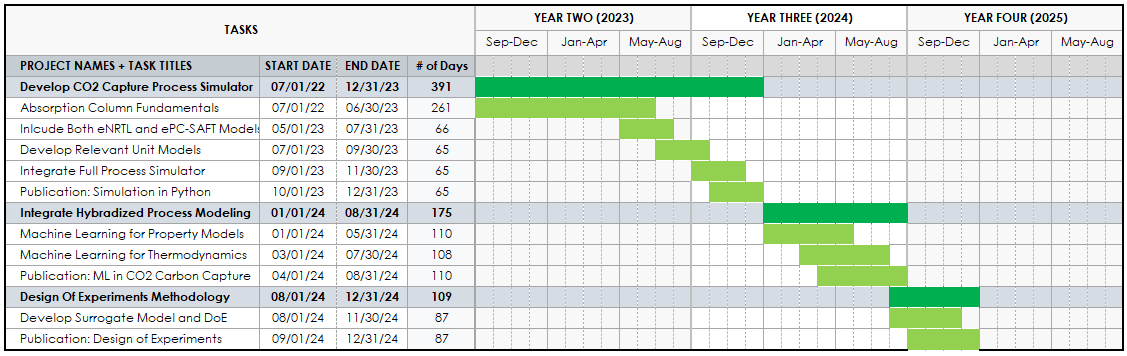 TASKS YEAR TWO (2023) YEAR THREE (2024) YEAR FOUR (2025)
Sep-Dec Jan-Apr May-Aug Sep-Dec Jan-Apr May-Aug Sep-Dec Jan-Apr May-Aug
PROJECT NAMES + TASK TITLES START DATE END DATE # of Days
Develop CO2 Capture Process Simulator 07/01/22 12/31/23 391
Absorption Column Fundamentals 07/01/22 06/30/23 261
Inlcude Both eNRTL and ePC-SAFT Models 05/01/23 07/31/23 66
Develop Relevant Unit Models 07/01/23 09/30/23 65
Integrate Full Process Simulator 09/01/23 11/30/23 65
Publication: Simulation in Python 10/01/23 12/31/23 65
Integrate Hybradized Process Modeling 01/01/24 08/31/24 175
Machine Learning for Property Models 01/01/24 05/31/24 110
Machine Learning for Thermodynamics 03/01/24 07/30/24 108
Publication: ML in CO2 Carbon Capture 04/01/24 08/31/24 110
Design Of Experiments Methodology 08/01/24 12/31/24 109
Develop Surrogate Model and DoE 08/01/24 11/30/24 87
Publication: Design of Experiments 09/01/24 12/31/24 87